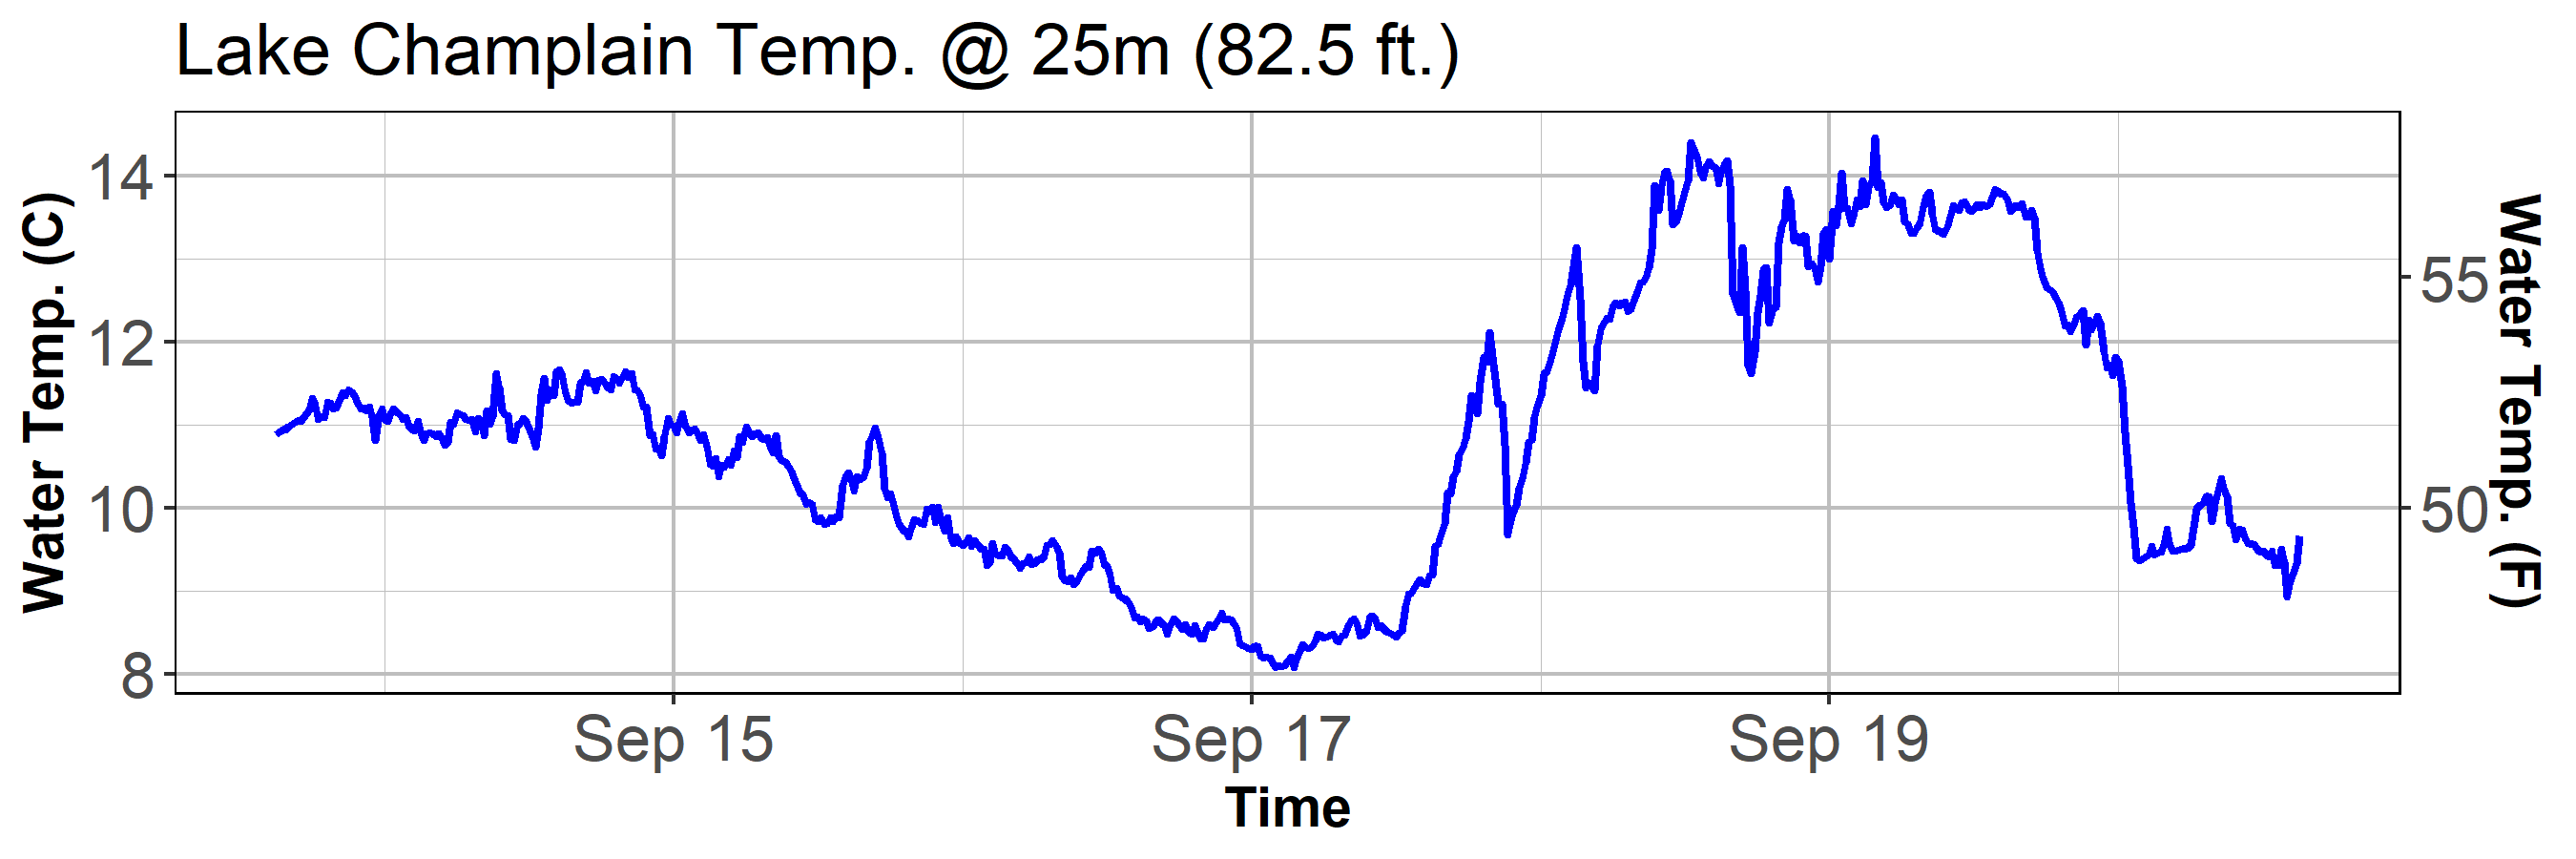 Lake Champlain Temp. @ 25m (82.5 ft.)
Water Temp. (C)
14
12
10
8
55
50
Water Temp. (F)
Sep 15
Sep 17
Sep 19
Time